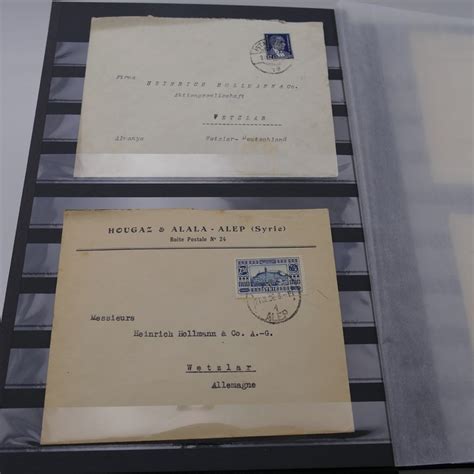 Firma
HEINRICH HOLLMANN & Co.
Aktiengesellschaft
WETZLAR
Almanya
Wetzlar-Deutschland
HOUGAZ & ALALA - ALEP (Syrie)
Boite Postale N° 24
ALEP
Messieurs
Heinrich Hollmann & Co. A.-G.
Wetzlar
Allemagne